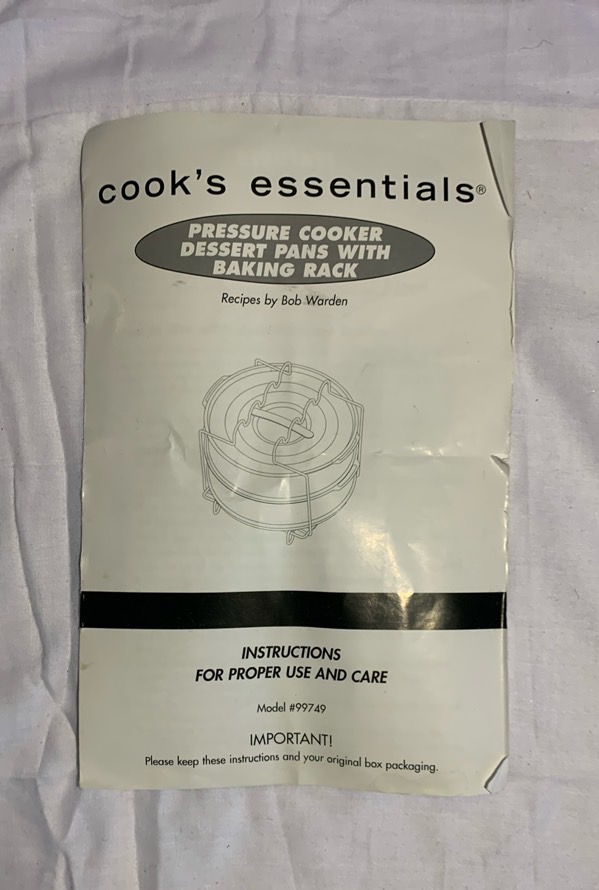 cook's essentials®
PRESSURE COOKER
DESSERT PANS WITH
BAKING RACK
Recipes by Bob Warden
INSTRUCTIONS
FOR PROPER USE AND CARE
Model #99749
IMPORTANT!
Please keep these instructions and your original box packaging.